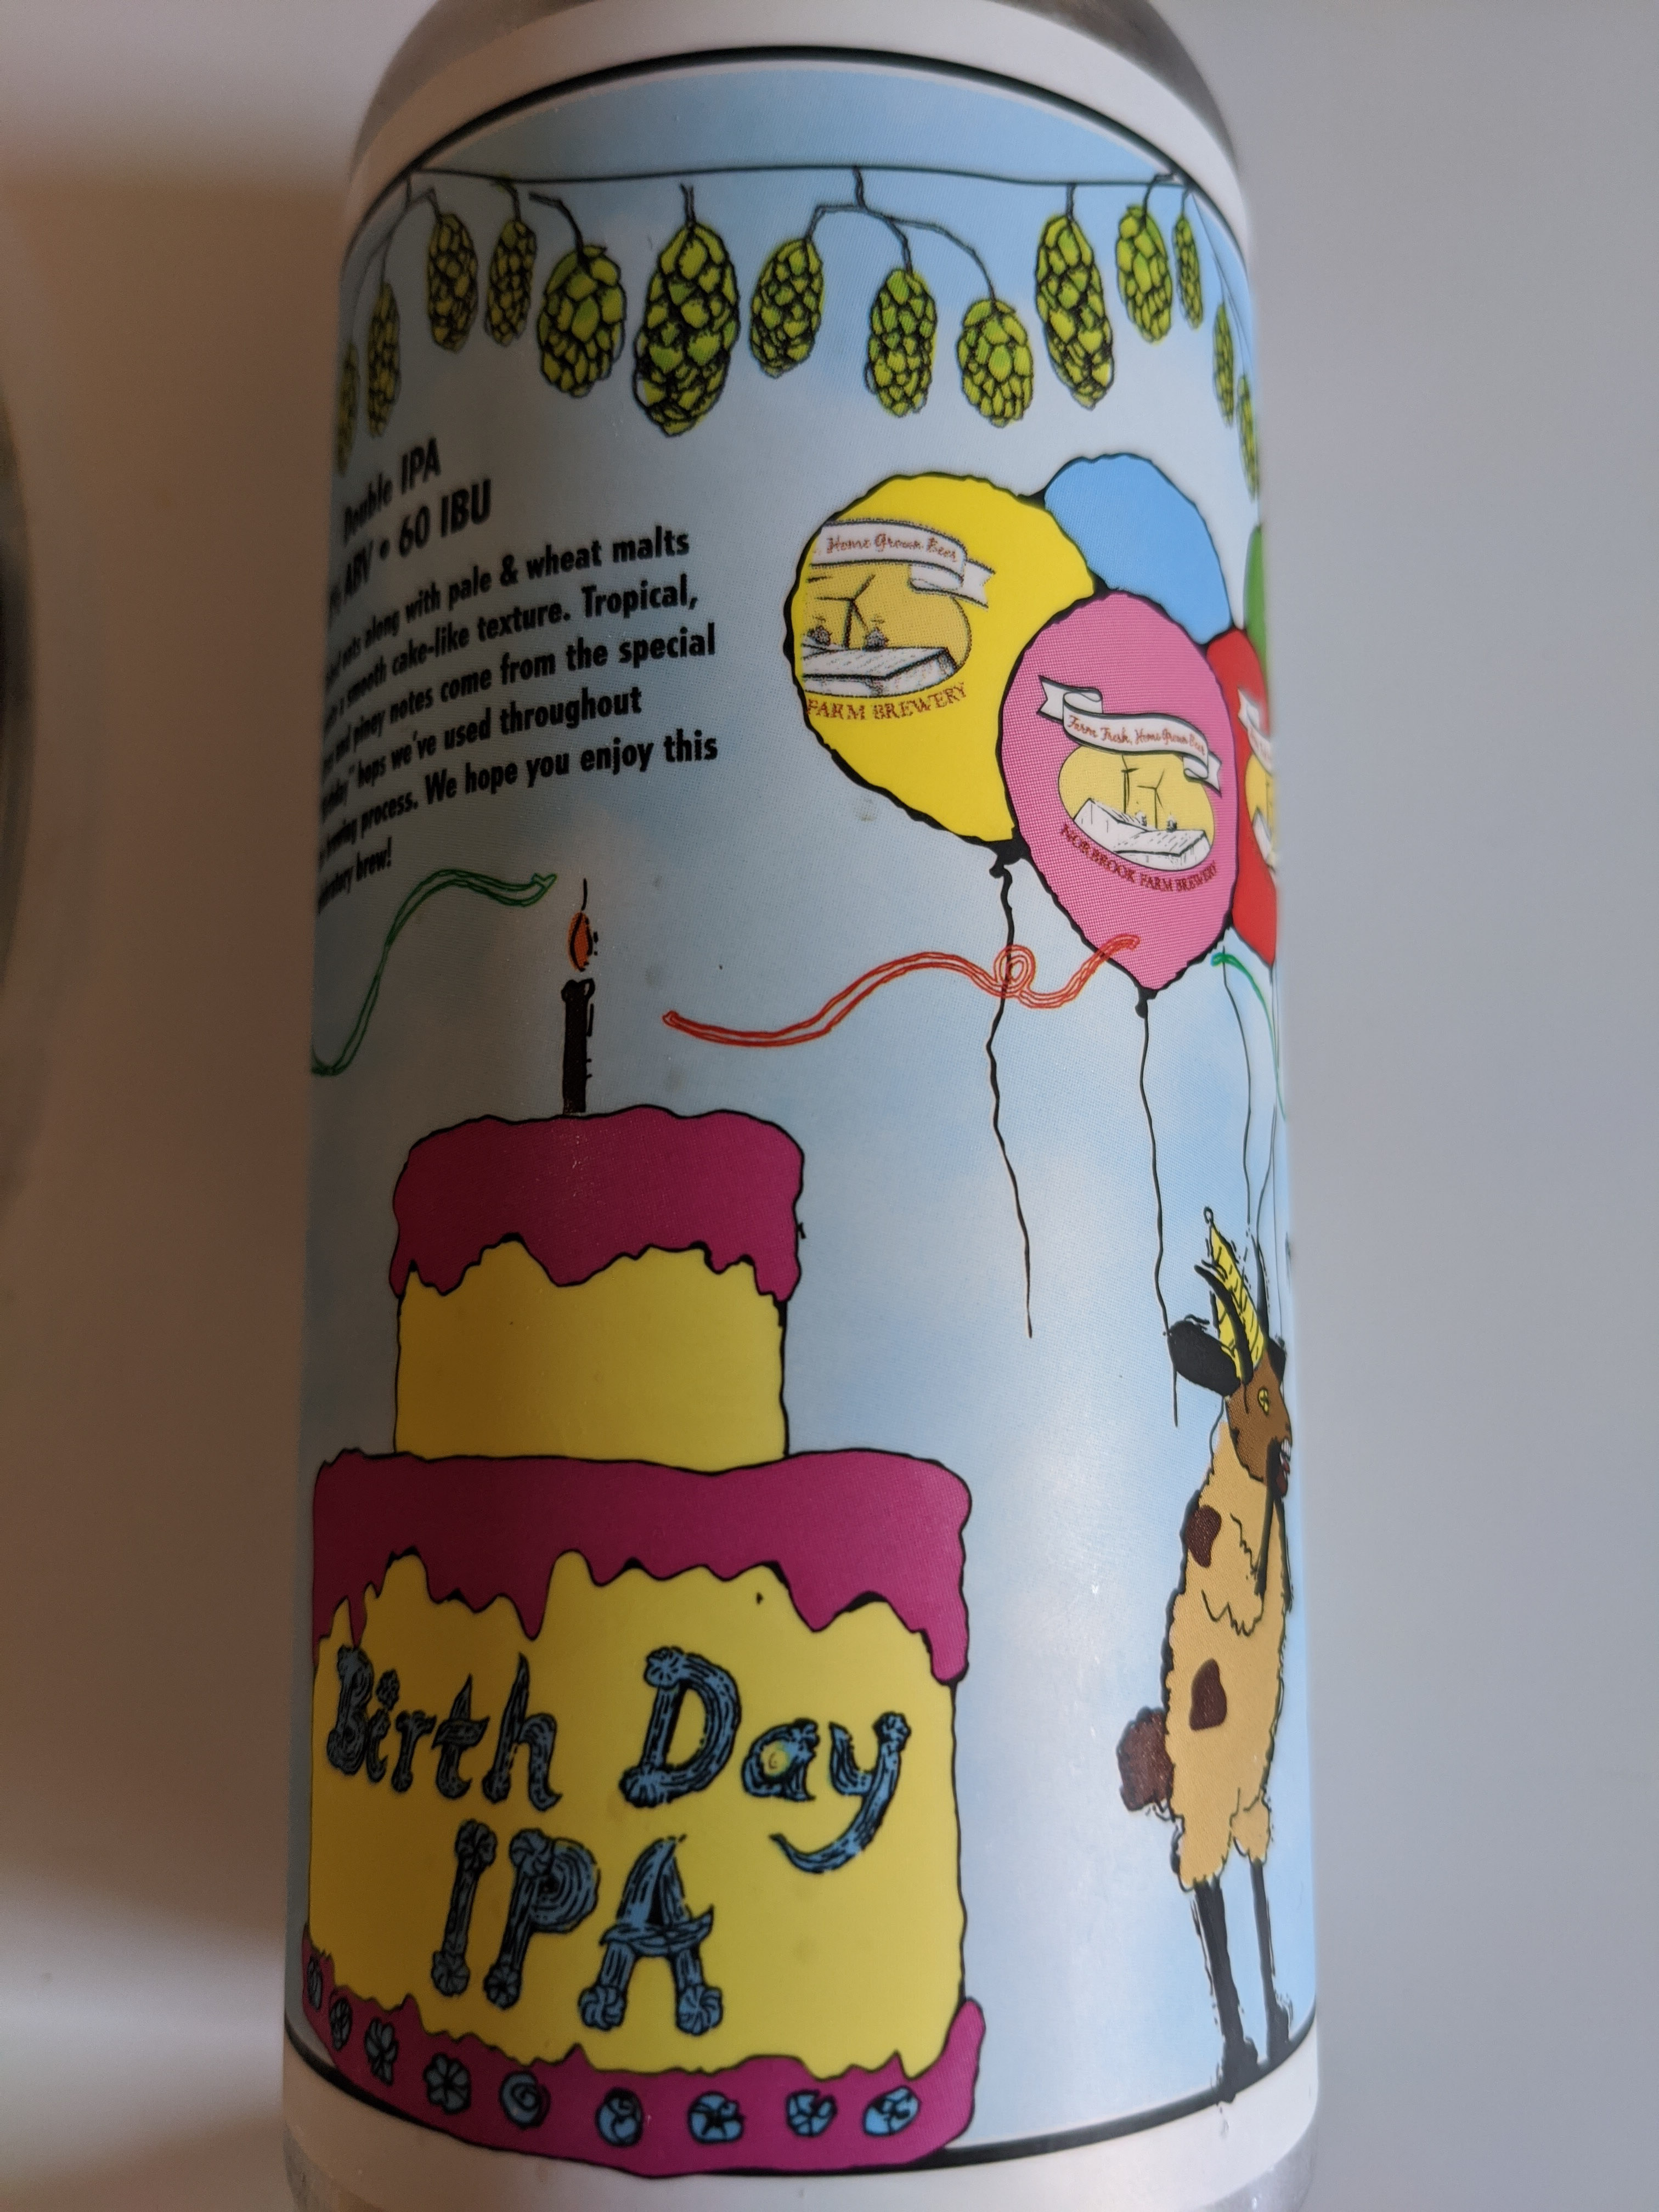 Double IPA
ABV • 60 IBU
oats along with pale & wheat malts
a smooth cake-like texture. Tropical,
and piney notes come from the special
hops we've used throughout
process. We hope you enjoy this
brew!
Home Grown Beer
FARM BREWERY
Farm Fresh, Home Grown Beer
NORBROOK FARM BREWERY
Birth Day
IPA